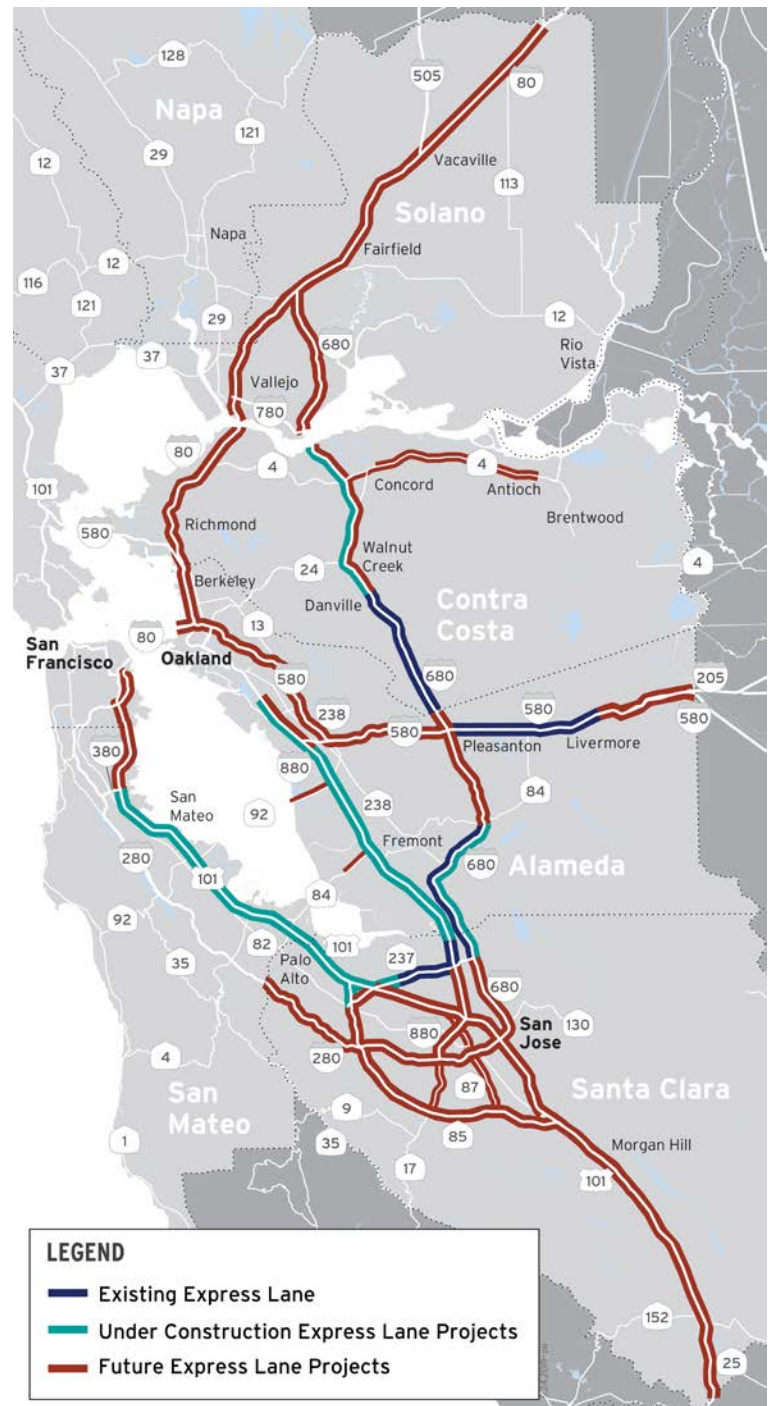 128
505
80
Napa
121
29
12
Vacaville
113
Solano
Napa
Fairfield
12
116
121
29
680
12
Rio
Vista
37
37
Vallejo
780
80
4
4
101
Concord
Antioch
Brentwood
Richmond
580
Walnut
Creek
24
4
Berkeley
Danville
Contra
Costa
13
San
Francisco
80
Oakland
680
205
580
238
580
580
580
Pleasanton
Livermore
380
880
San
Mateo
92
238
84
Fremont
280
680
Alameda
101
84
92
82
101
237
35
Palo
Alto
680
880
San
Jose
130
280
4
87
Santa Clara
San
Mateo
9
85
1
35
Morgan Hill
17
101
LEGEND
Existing Express Lane
Under Construction Express Lane Projects
Future Express Lane Projects
152
25